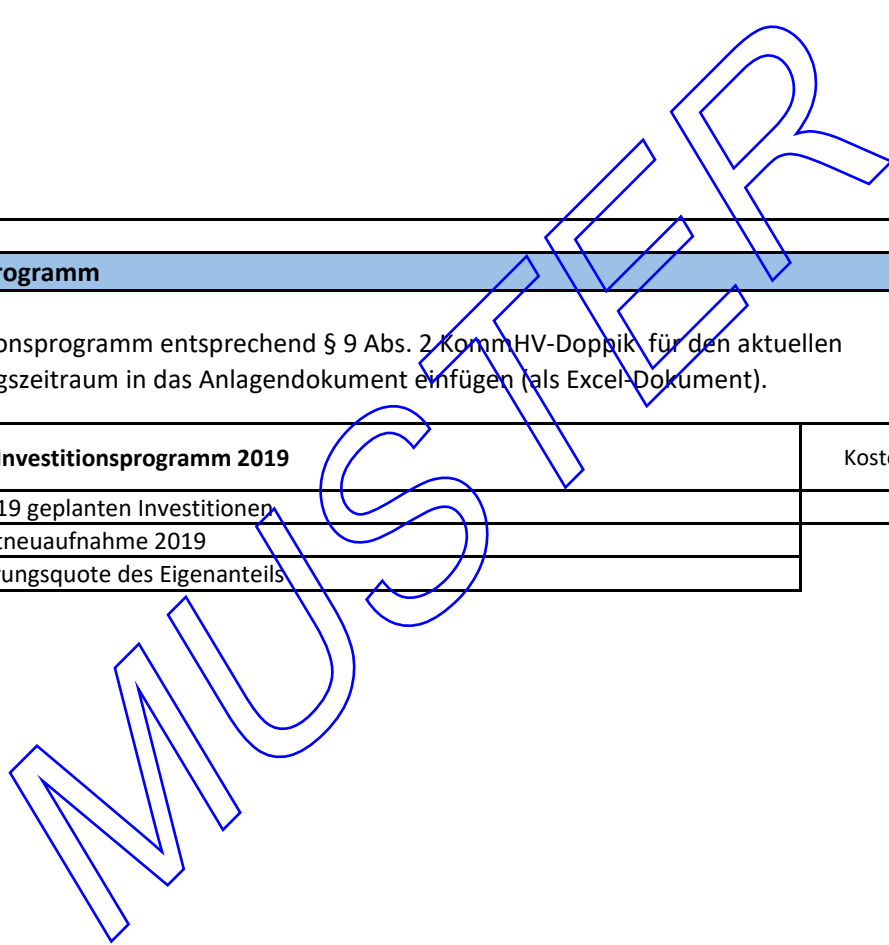 rogramm
onsprogramm entsprechend § 9 Abs. 2 KommHV-Doppik für den aktuellen
gszeitraum in das Anlagendokument einfügen (als Excel-Dokument).
Investitionsprogramm 2019 Koste
19 geplanten Investitionen
tneuaufnahme 2019
rungsquote des Eigenanteils
MUSTER